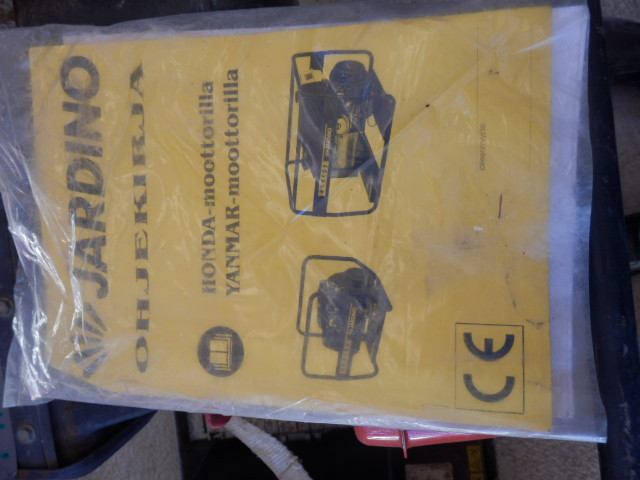 JARDINO
OHJEKIRJA
HONDA-moottorilla
YANMAR-moottorilla
CE